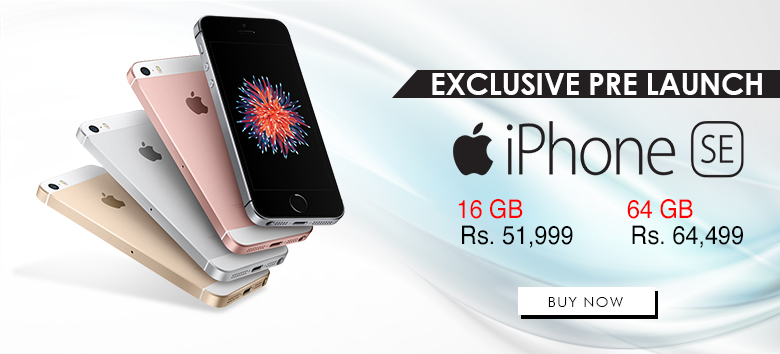 EXCLUSIVE PRE LAUNCH
iPhone SE
16 GB 64 GB
Rs. 51,999 Rs. 64,499
BUY NOW